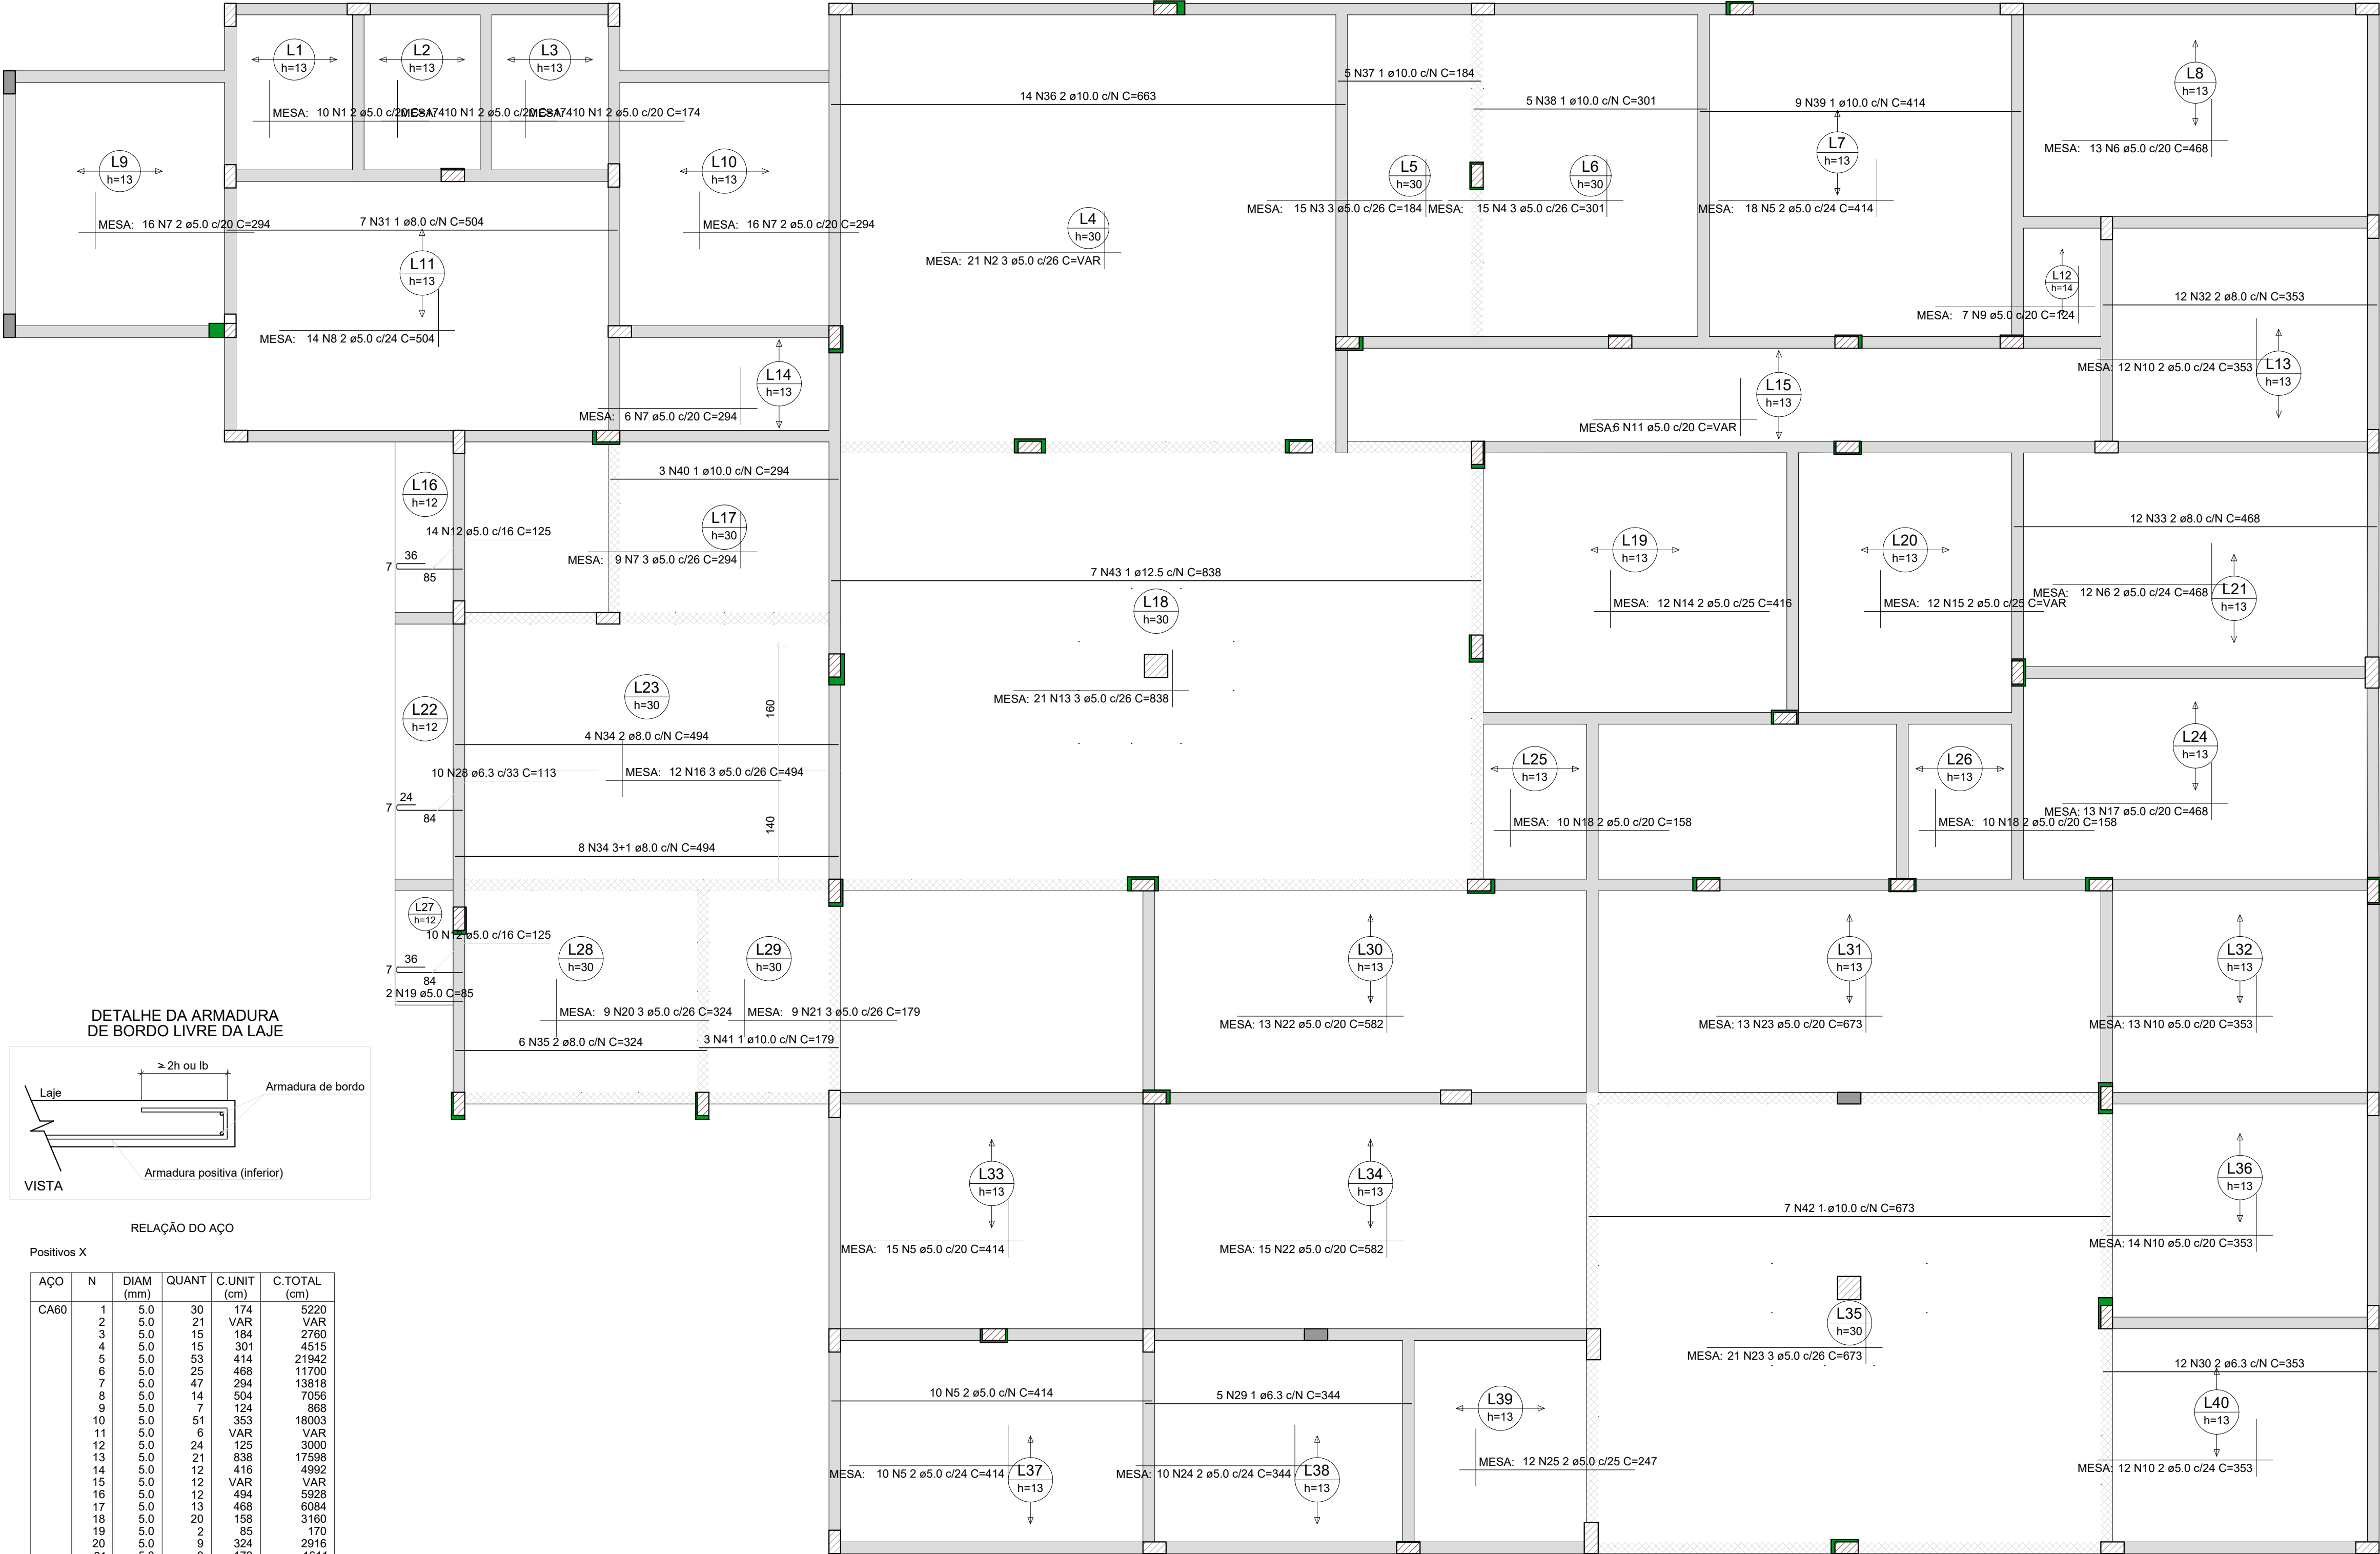 L1
h=13
L2
h=13
L3
h=13
MESA: 10 N1 2 ø5.0 c/20 C=174
MESA: 10 N1 2 ø5.0 c/20 C=174
MESA: 10 N1 2 ø5.0 c/20 C=174
14 N36 2 ø10.0 c/N C=663
5 N37 1 ø10.0 c/N C=184
5 N38 1 ø10.0 c/N C=301
9 N39 1 ø10.0 c/N C=414
L8
h=13
MESA: 13 N6 ø5.0 c/20 C=468
L9
h=13
MESA: 16 N7 2 ø5.0 c/20 C=294
7 N31 1 ø8.0 c/N C=504
L10
h=13
MESA: 16 N7 2 ø5.0 c/20 C=294
L4
h=30
MESA: 21 N2 3 ø5.0 c/26 C=VAR
L5
h=30
MESA: 15 N3 3 ø5.0 c/26 C=184
L6
h=30
MESA: 15 N4 3 ø5.0 c/26 C=301
L7
h=13
MESA: 18 N5 2 ø5.0 c/24 C=414
L11
h=13
MESA: 14 N8 2 ø5.0 c/24 C=504
L12
h=14
MESA: 7 N9 ø5.0 c/20 C=124
12 N32 2 ø8.0 c/N C=353
L13
h=13
MESA: 12 N10 2 ø5.0 c/24 C=353
L14
h=13
MESA: 6 N7 ø5.0 c/20 C=294
L15
h=13
MESA:6 N11 ø5.0 c/20 C=VAR
L16
h=12
14 N12 ø5.0 c/16 C=125
36
7
85
3 N40 1 ø10.0 c/N C=294
L17
h=30
MESA: 9 N7 3 ø5.0 c/26 C=294
7 N43 1 ø12.5 c/N C=838
L18
h=30
MESA: 21 N13 3 ø5.0 c/26 C=838
L19
h=13
MESA: 12 N14 2 ø5.0 c/25 C=416
L20
h=13
MESA: 12 N15 2 ø5.0 c/25 C=VAR
12 N33 2 ø8.0 c/N C=468
L21
h=13
MESA: 12 N6 2 ø5.0 c/24 C=468
L22
h=12
10 N28 ø6.3 c/33 C=113
24
7
84
L23
h=30
160
4 N34 2 ø8.0 c/N C=494
MESA: 12 N16 3 ø5.0 c/26 C=494
140
8 N34 3+1 ø8.0 c/N C=494
L24
h=13
MESA: 13 N17 ø5.0 c/20 C=468
L25
h=13
MESA: 10 N18 2 ø5.0 c/20 C=158
L26
h=13
MESA: 10 N18 2 ø5.0 c/20 C=158
L27
h=12
10 N12 ø5.0 c/16 C=125
36
7
84
2 N19 ø5.0 C=85
L28
h=30
MESA: 9 N20 3 ø5.0 c/26 C=324
6 N35 2 ø8.0 c/N C=324
L29
h=30
MESA: 9 N21 3 ø5.0 c/26 C=179
3 N41 1 ø10.0 c/N C=179
L30
h=13
MESA: 13 N22 ø5.0 c/20 C=582
L31
h=13
MESA: 13 N23 ø5.0 c/20 C=673
L32
h=13
MESA: 13 N10 ø5.0 c/20 C=353
L33
h=13
MESA: 15 N5 ø5.0 c/20 C=414
L34
h=13
MESA: 15 N22 ø5.0 c/20 C=582
7 N42 1 ø10.0 c/N C=673
L35
h=30
MESA: 21 N23 3 ø5.0 c/26 C=673
L36
h=13
MESA: 14 N10 ø5.0 c/20 C=353
10 N5 2 ø5.0 c/N C=414
L37
h=13
MESA: 10 N5 2 ø5.0 c/24 C=414
5 N29 1 ø6.3 c/N C=344
L38
h=13
MESA: 10 N24 2 ø5.0 c/24 C=344
L39
h=13
MESA: 12 N25 2 ø5.0 c/25 C=247
12 N30 2 ø6.3 c/N C=353
L40
h=13
MESA: 12 N10 2 ø5.0 c/24 C=353
DETALHE DA ARMADURA
DE BORDO LIVRE DA LAJE
≥ 2h ou lb
Laje
Armadura de bordo
Armadura positiva (inferior)
VISTA
RELAÇÃO DO AÇO
Positivos X
AÇO N DIAM QUANT C.UNIT C.TOTAL
(mm) (cm) (cm)
CA60 1 5.0 30 174 5220
2 5.0 21 VAR VAR
3 5.0 15 184 2760
4 5.0 15 301 4515
5 5.0 53 414 21942
6 5.0 25 468 11700
7 5.0 47 294 13818
8 5.0 14 504 7056
9 5.0 7 124 868
10 5.0 51 353 18003
11 5.0 6 VAR VAR
12 5.0 24 125 3000
13 5.0 21 838 17598
14 5.0 12 416 4992
15 5.0 12 VAR VAR
16 5.0 12 494 5928
17 5.0 13 468 6084
18 5.0 20 158 3160
19 5.0 2 85 170
20 5.0 9 324 2916